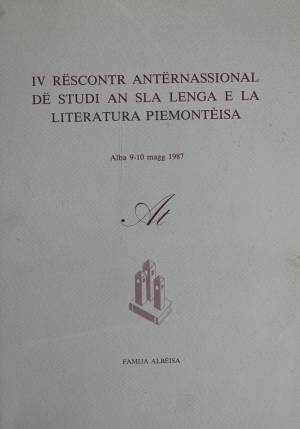 IV RËSCONTR ANTËRNASSIONAL
DË STUDI AN SLA LENGA E LA
LITERATURA PIEMONTÈISA
Alba 9-10 magg 1987
At
FAMIJA ALBÈISA